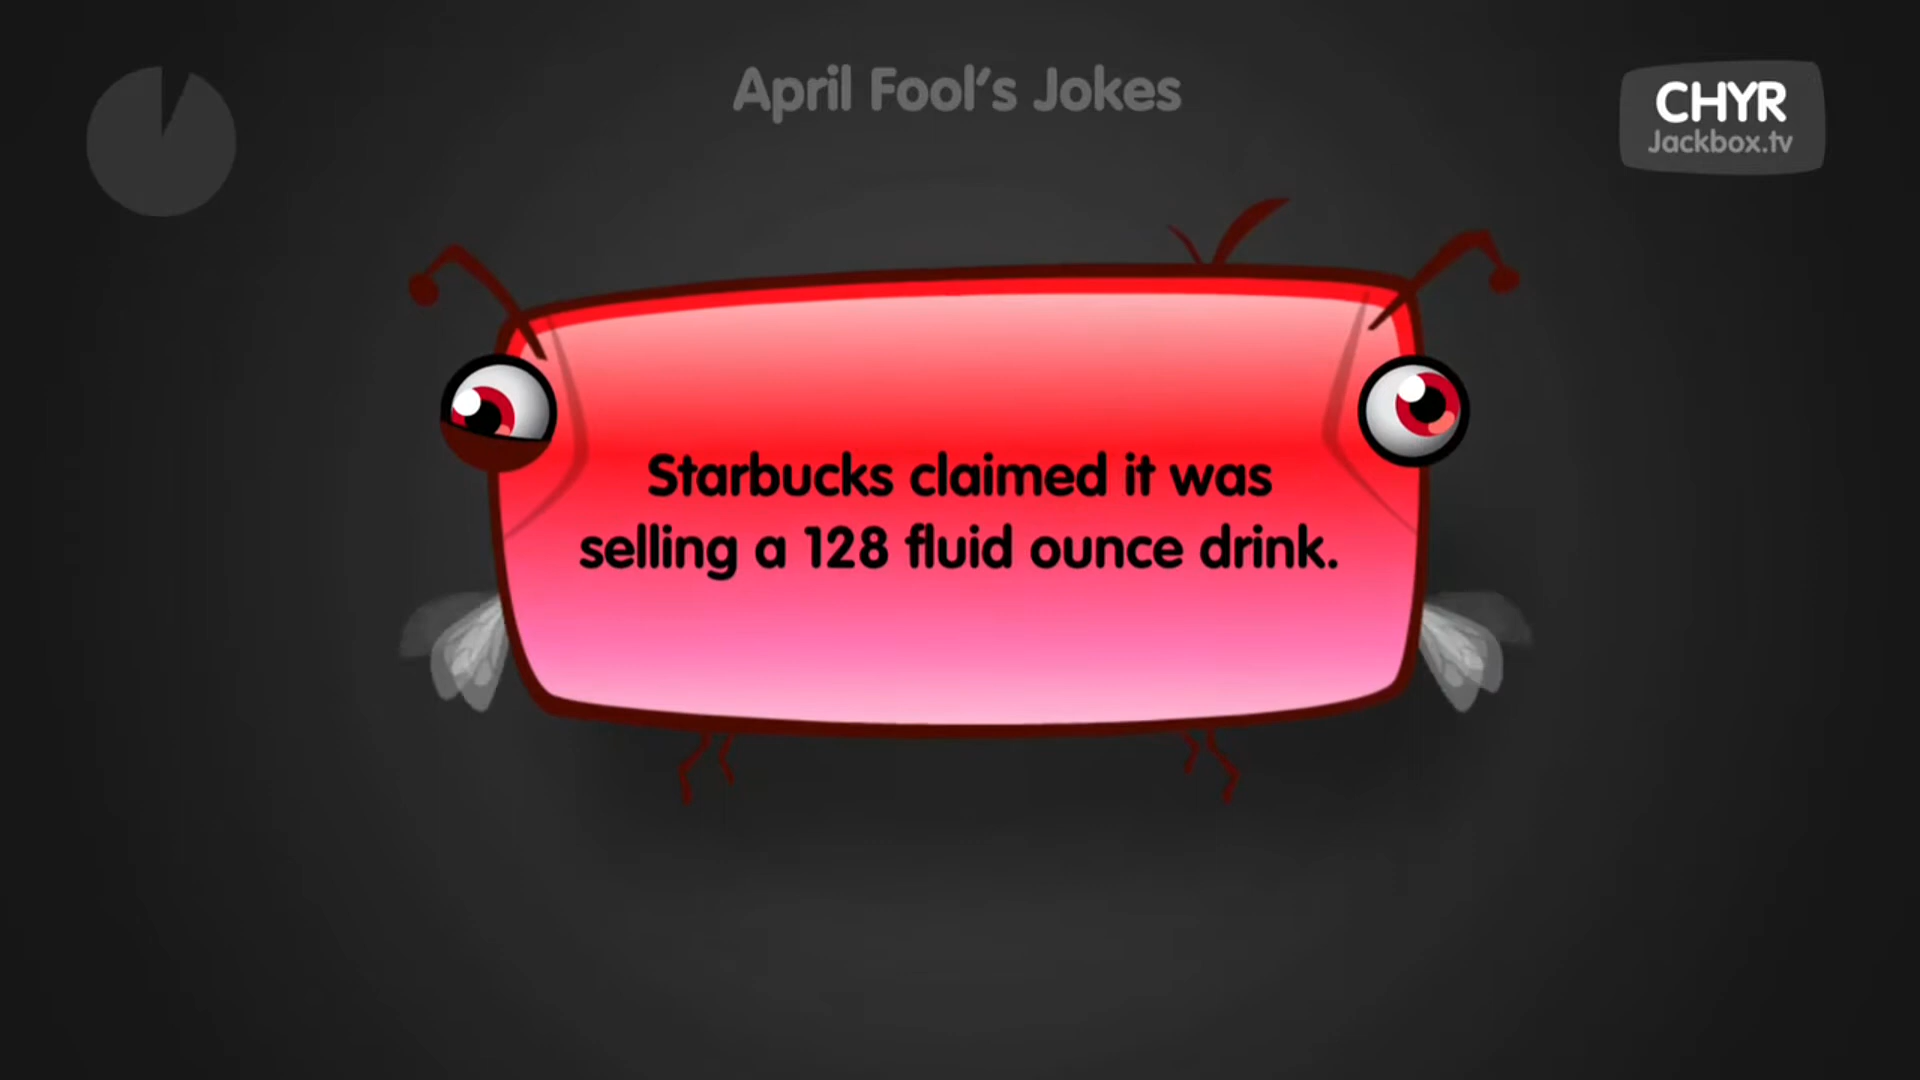 April Fool's Jokes
CHYR
Jackbox.tv
Starbucks claimed it was
selling a 128 fluid ounce drink.